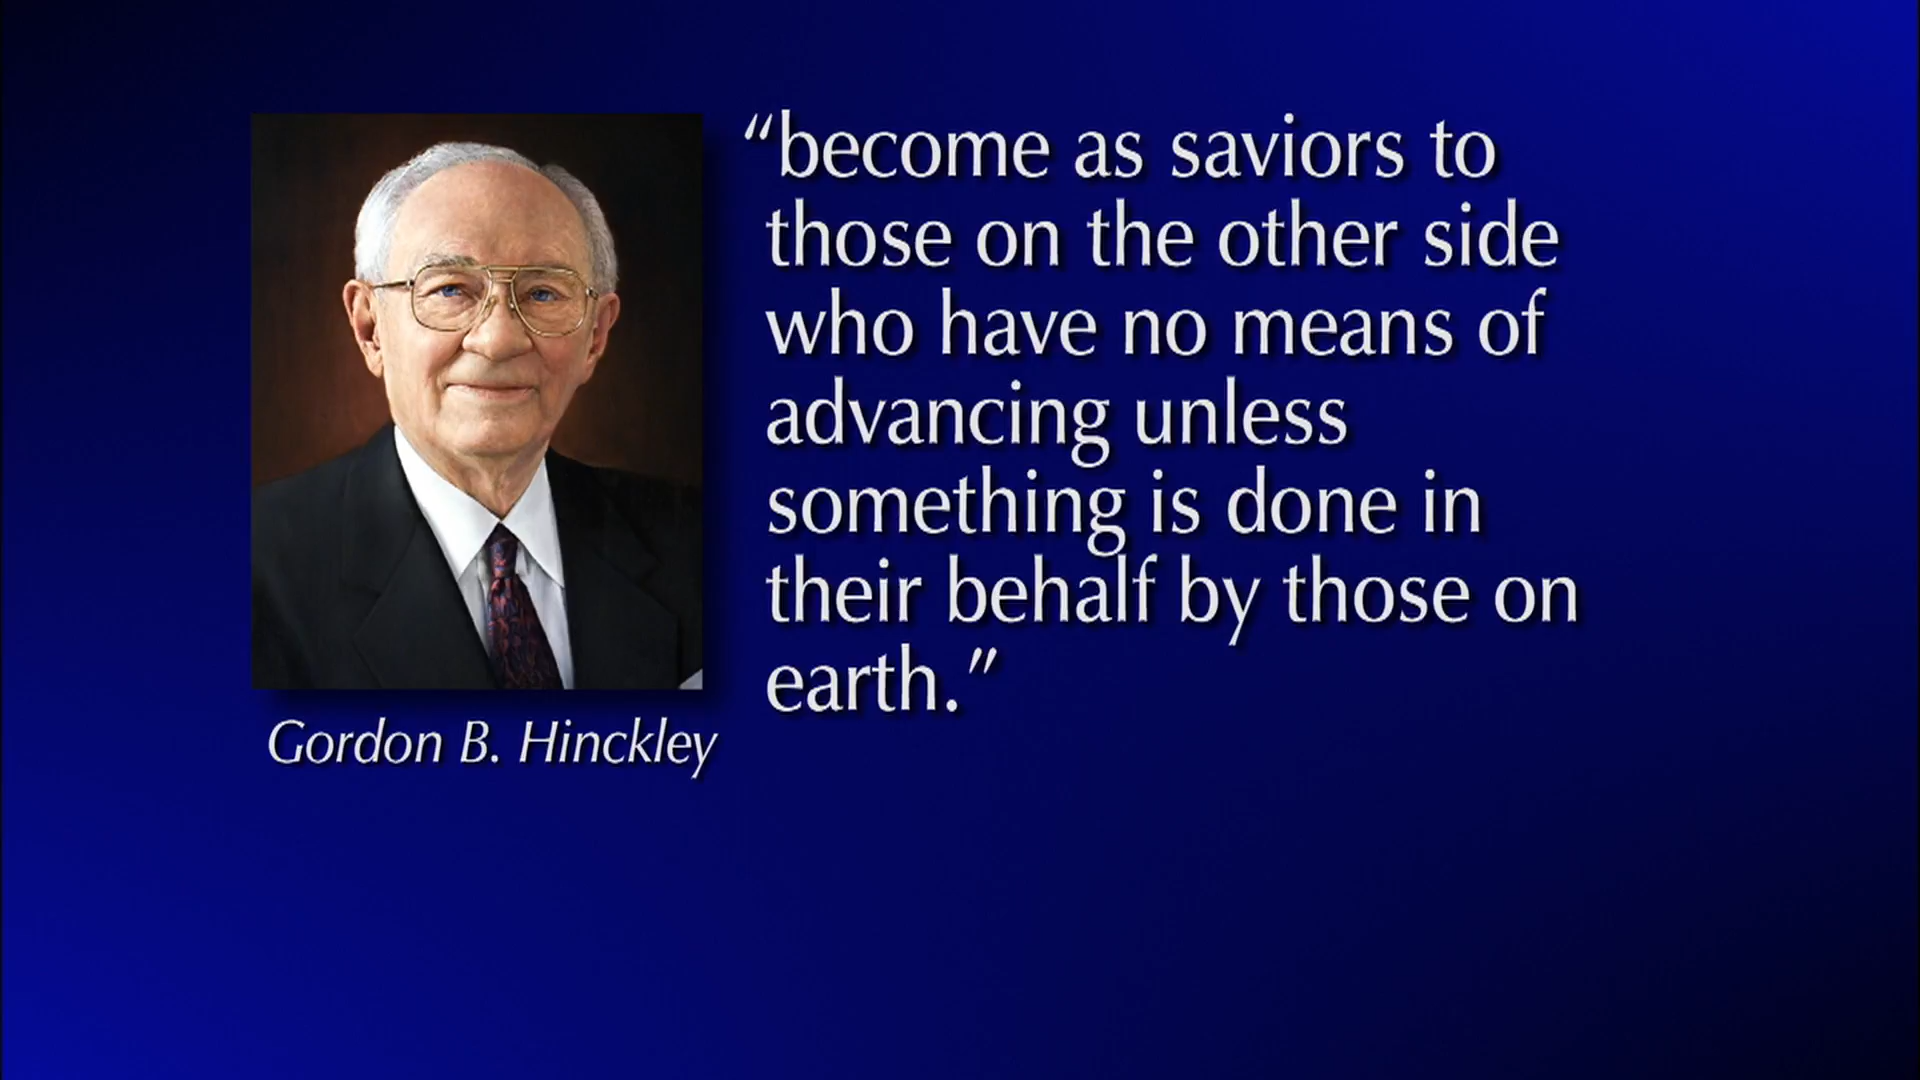 “become as saviors to
those on the other side
who have no means of
advancing unless
something is done in
their behalf by those on
earth.”
Gordon B. Hinckley